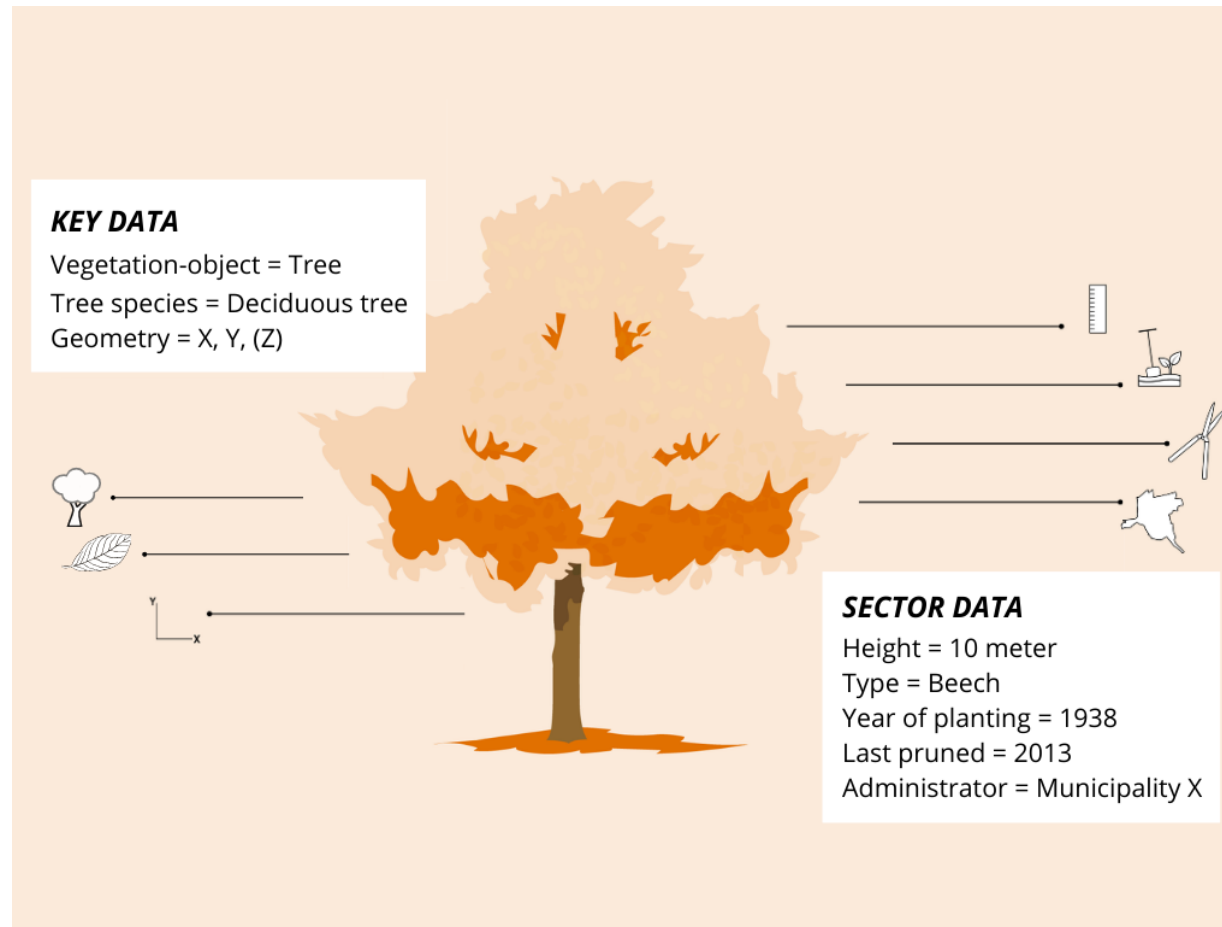 KEY DATA
Vegetation-object = Tree
Tree species = Deciduous tree
Geometry = X, Y, (Z)
Y
X
SECTOR DATA
Height = 10 meter
Type = Beech
Year of planting = 1938
Last pruned = 2013
Administrator = Municipality X